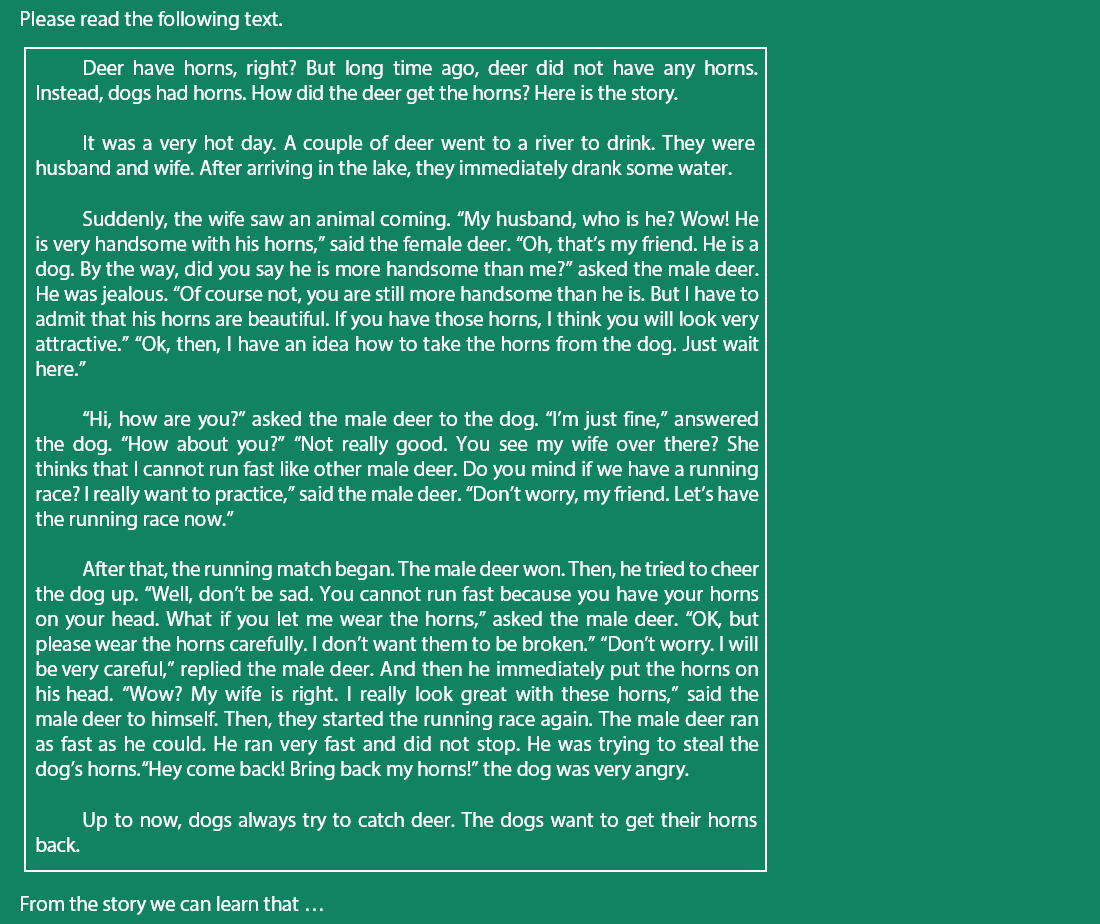 Please read the following text.
Deer have horns, right? But long time ago, deer did not have any horns.
Instead, dogs had horns. How did the deer get the horns? Here is the story.
It was a very hot day. A couple of deer went to a river to drink. They were
husband and wife. After arriving in the lake, they immediately drank some water.
Suddenly, the wife saw an animal coming. “My husband, who is he? Wow! He
is very handsome with his horns,” said the female deer. “Oh, that’s my friend. He is a
dog. By the way, did you say he is more handsome than me?” asked the male deer.
He was jealous. “Of course not, you are still more handsome than he is. But I have to
admit that his horns are beautiful. If you have those horns, I think you will look very
attractive.” “Ok, then, I have an idea how to take the horns from the dog. Just wait
here.”
“Hi, how are you?” asked the male deer to the dog. “I’m just fine,” answered
the dog. “How about you?” “Not really good. You see my wife over there? She
thinks that I cannot run fast like other male deer. Do you mind if we have a running
race? I really want to practice,” said the male deer. “Don’t worry, my friend. Let’s have
the running race now.”
After that, the running match began. The male deer won. Then, he tried to cheer
the dog up. “Well, don’t be sad. You cannot run fast because you have your horns
on your head. What if you let me wear the horns,” asked the male deer. “OK, but
please wear the horns carefully. I don’t want them to be broken.” “Don’t worry. I will
be very careful,” replied the male deer. And then he immediately put the horns on
his head. “Wow? My wife is right. I really look great with these horns,” said the
male deer to himself. Then, they started the running race again. The male deer ran
as fast as he could. He ran very fast and did not stop. He was trying to steal the
dog’s horns.“Hey come back! Bring back my horns!” the dog was very angry.
Up to now, dogs always try to catch deer. The dogs want to get their horns
back.
From the story we can learn that …